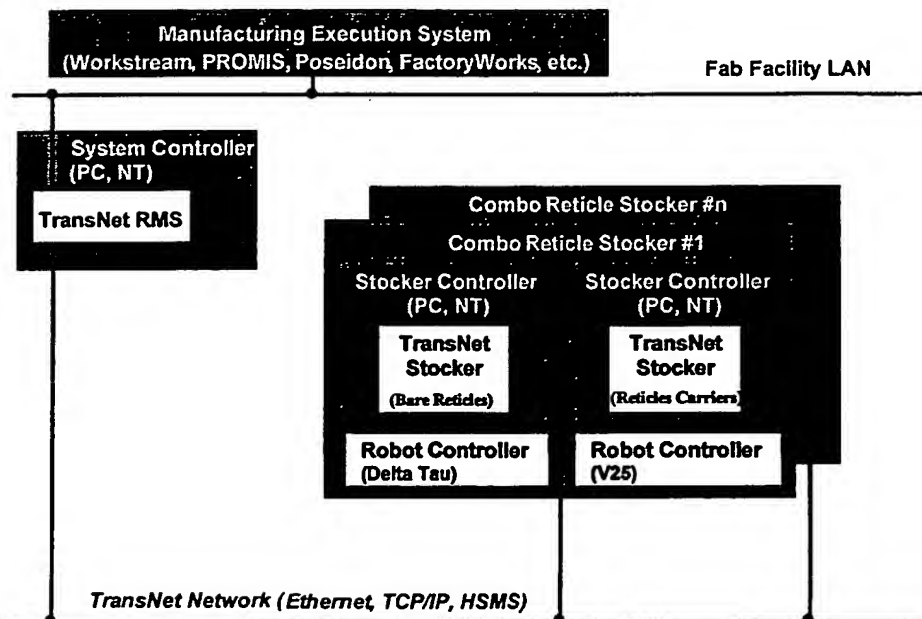 Manufacturing Execution System
(Workstream, PROMIS, Poseidon, FactoryWorks, etc.)
Fab Facility LAN
System Controller
(PC, NT)
TransNet RMS
Combo Reticle Stocker #n
Combo Reticle Stocker #1
Stocker Controller
(PC, NT)
TransNet
Stocker
(Bare Reticles)
Robot Controller
(Delta Tau)
Stocker Controller
(PC, NT)
TransNet
Stocker
(Reticles Carriers)
Robot Controller
(V25)
TransNet Network (Ethernet, TCP/IP, HSMS)